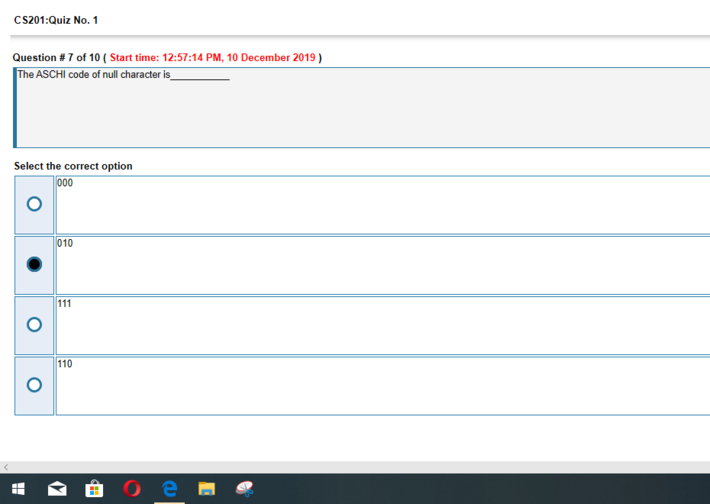 CS201:Quiz No. 1
Question # 7 of 10 ( Start time: 12:57:14 PM, 10 December 2019 )
The ASCHI code of null character is___________
Select the correct option
000
010
111
110